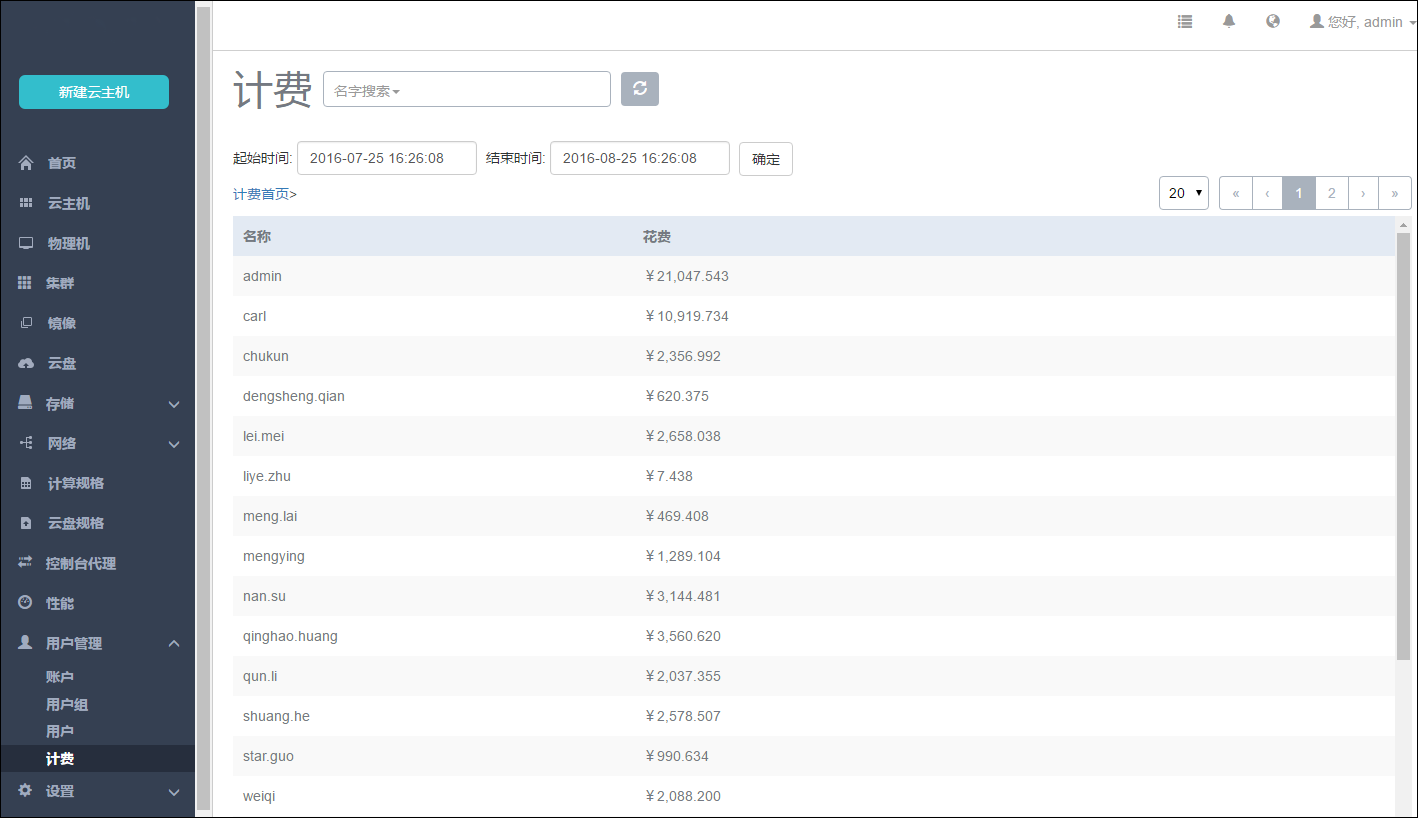 新建云主机
首页
云主机
物理机
集群
镜像
云盘
存储
网络
计算规格
云盘规格
控制台代理
性能
用户管理
账户
用户组
用户
计费
设置
您好, admin
计费 名字搜索
起始时间: 2016-07-25 16:26:08 结束时间: 2016-08-25 16:26:08 确定
计费首页> 20 « ‹ 1 2 › »
名称 花费
admin ￥21,047.543
carl ￥10,919.734
chukun ￥2,356.992
dengsheng.qian ￥620.375
lei.mei ￥2,658.038
liye.zhu ￥7.438
meng.lai ￥469.408
mengying ￥1,289.104
nan.su ￥3,144.481
qinghao.huang ￥3,560.620
qun.li ￥2,037.355
shuang.he ￥2,578.507
star.guo ￥990.634
weiqi ￥2,088.200